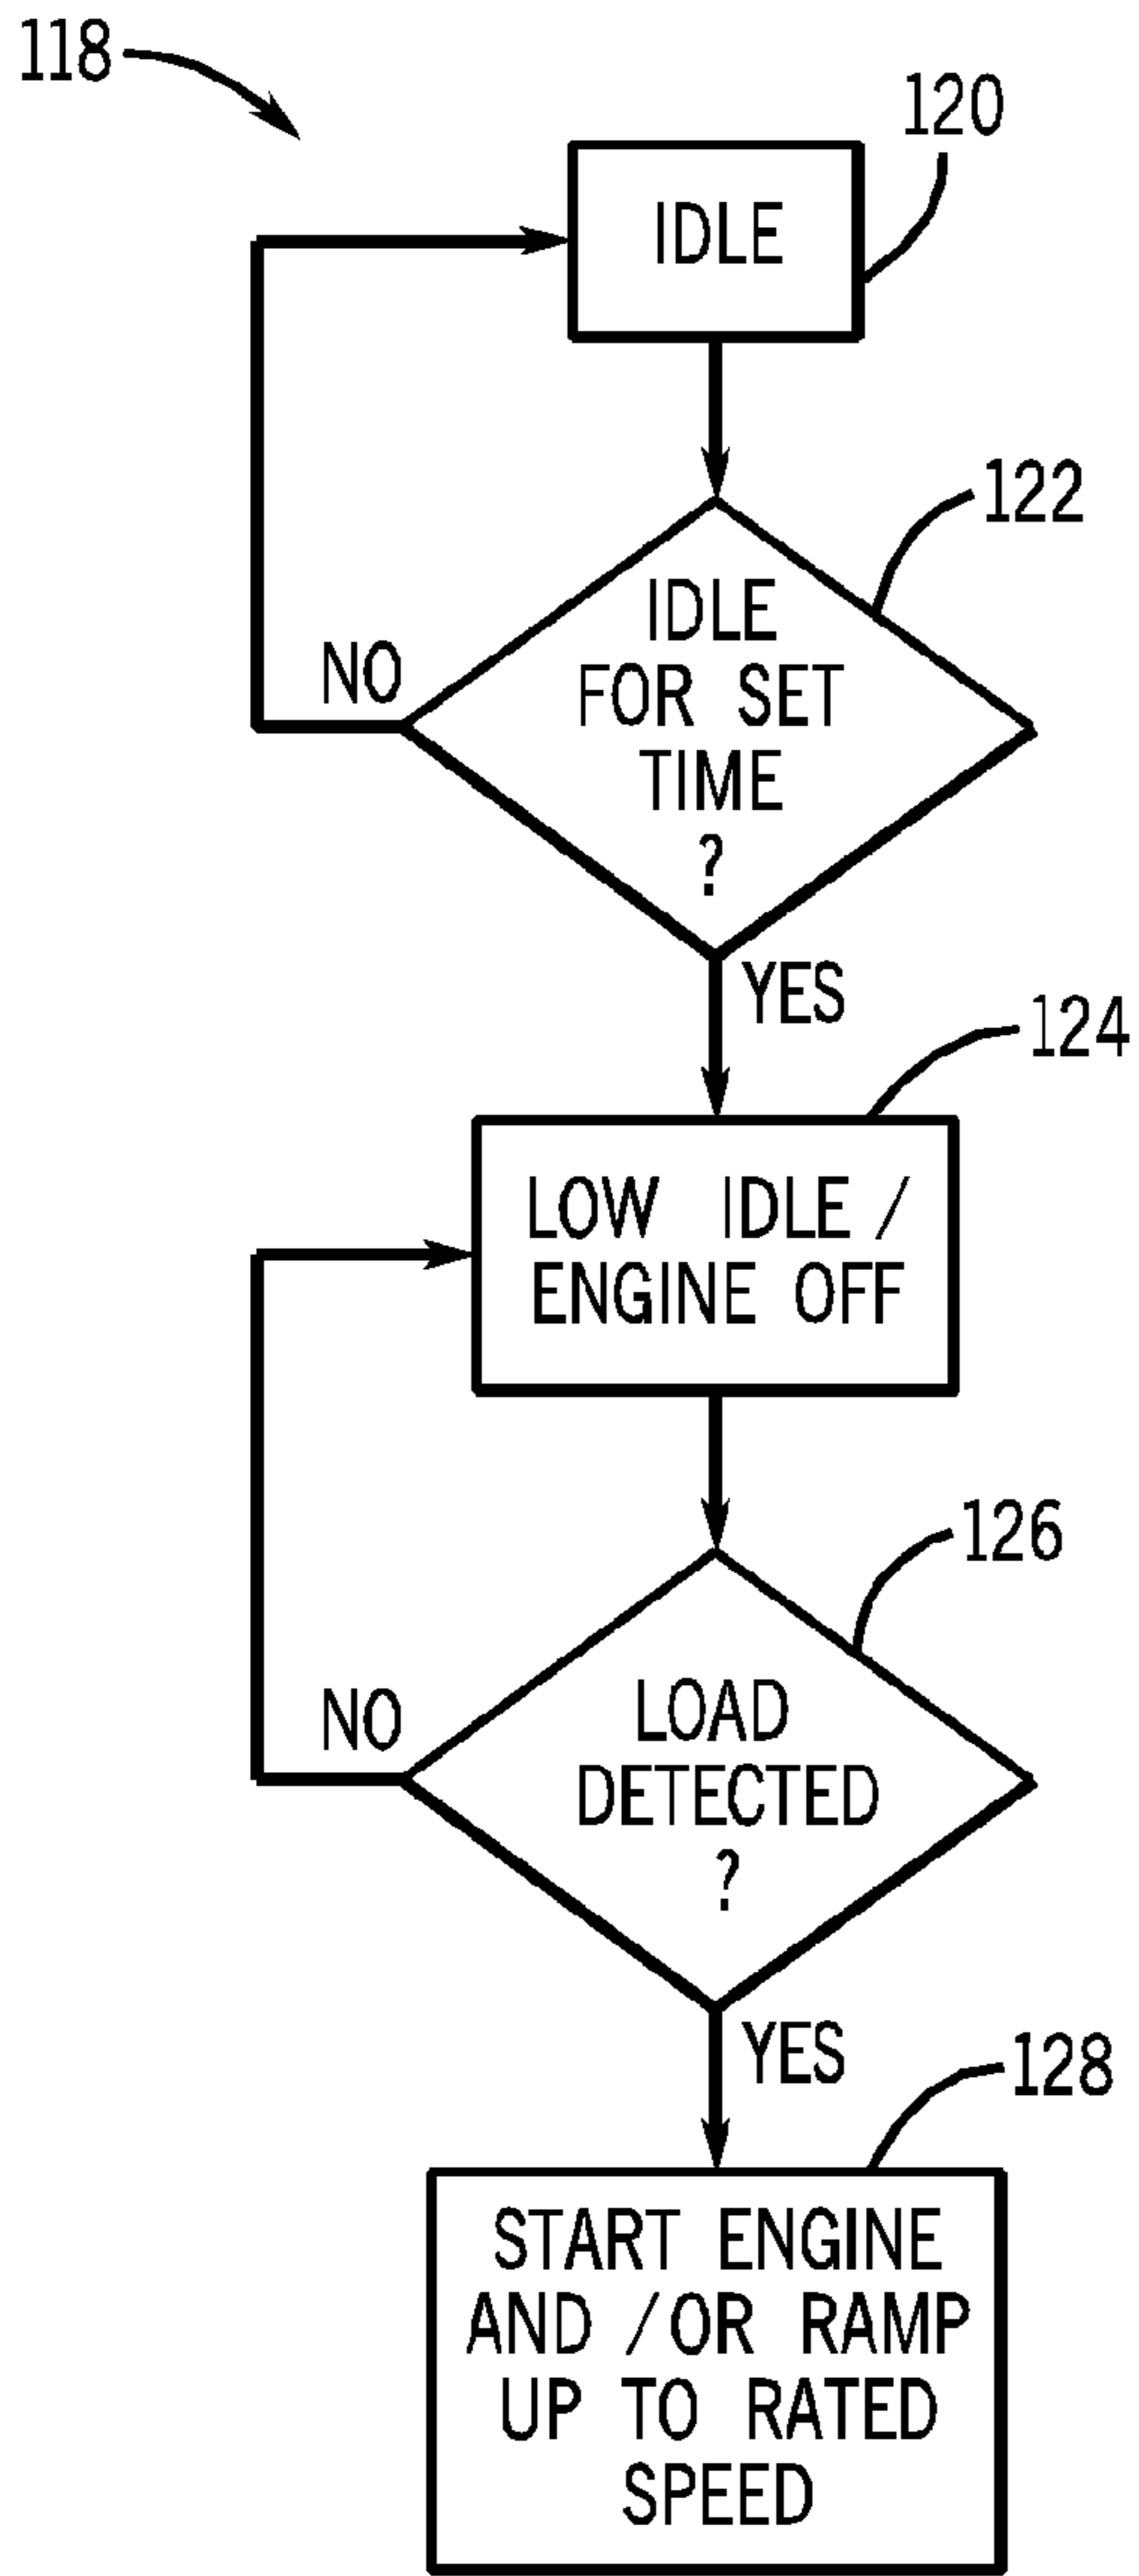 118
120
IDLE
122
IDLE
FOR SET
TIME
?
NO
YES
124
LOW IDLE /
ENGINE OFF
126
LOAD
DETECTED
?
NO
YES
128
START ENGINE
AND /OR RAMP
UP TO RATED
SPEED